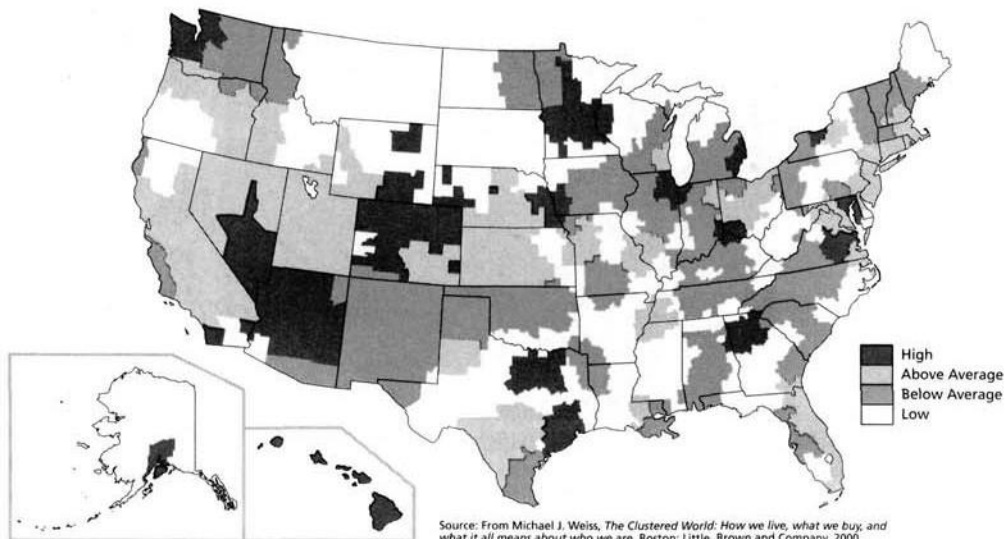 High
Above Average
Below Average
Low
Source: From Michael J. Weiss, The Clustered World: How we live, what we buy, and
what it all means about who we are. Boston: Little, Brown and Company, 2000.